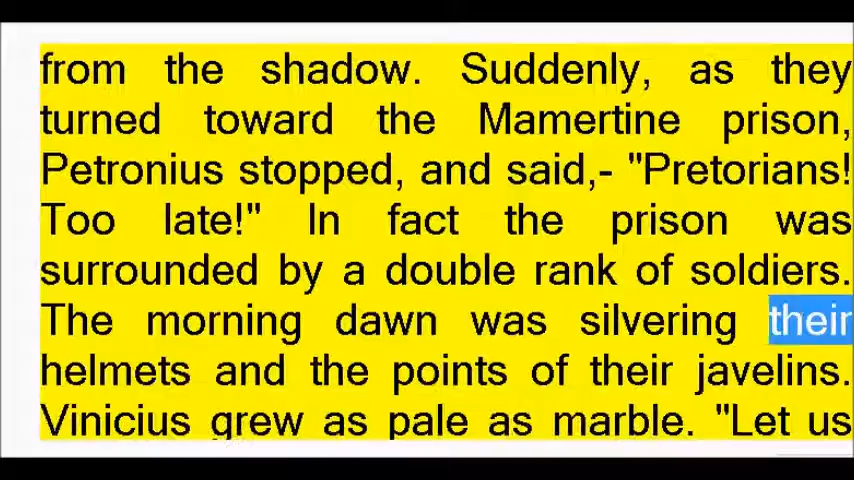 from the shadow. Suddenly, as they
turned toward the Mamertine prison,
Petronius stopped, and said,- "Pretorians!
Too late!" In fact the prison was
surrounded by a double rank of soldiers.
The morning dawn was silvering their
helmets and the points of their javelins.
Vinicius grew as pale as marble. "Let us